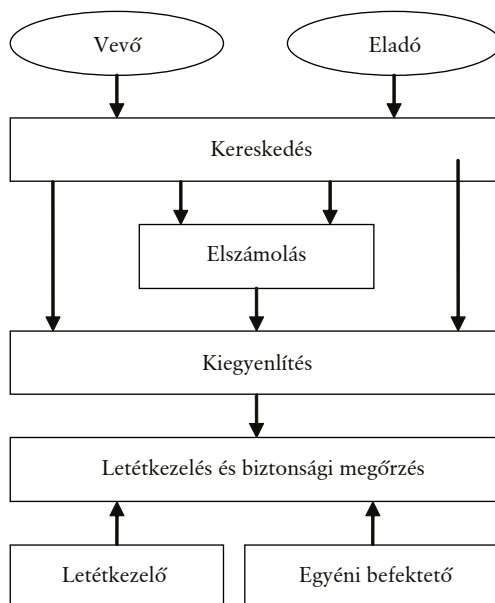 Vevő
Eladó
Kereskedés
Elszámolás
Kiegyenlítés
Letétkezelés és biztonsági megőrzés
Letétkezelő
Egyéni befektető